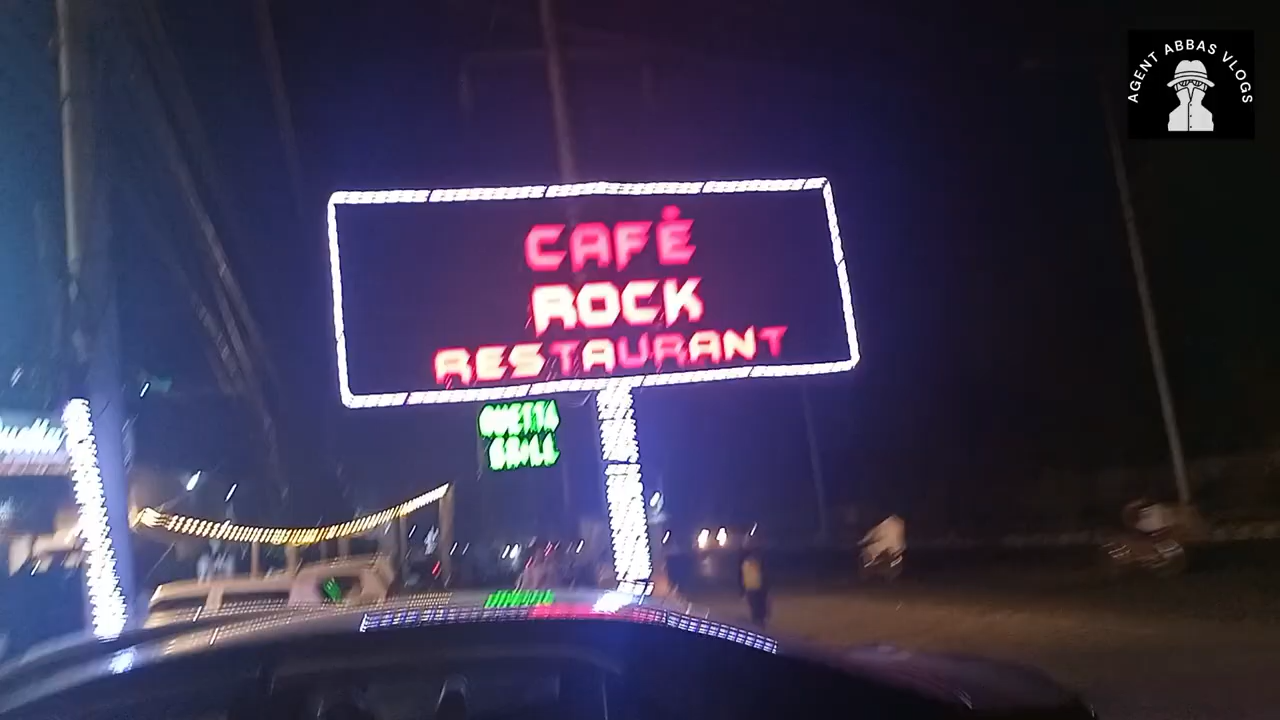 AGENT ABBAS VLOGS
CAFÉ
ROCK
RESTAURANT
QUETTA
GRILL